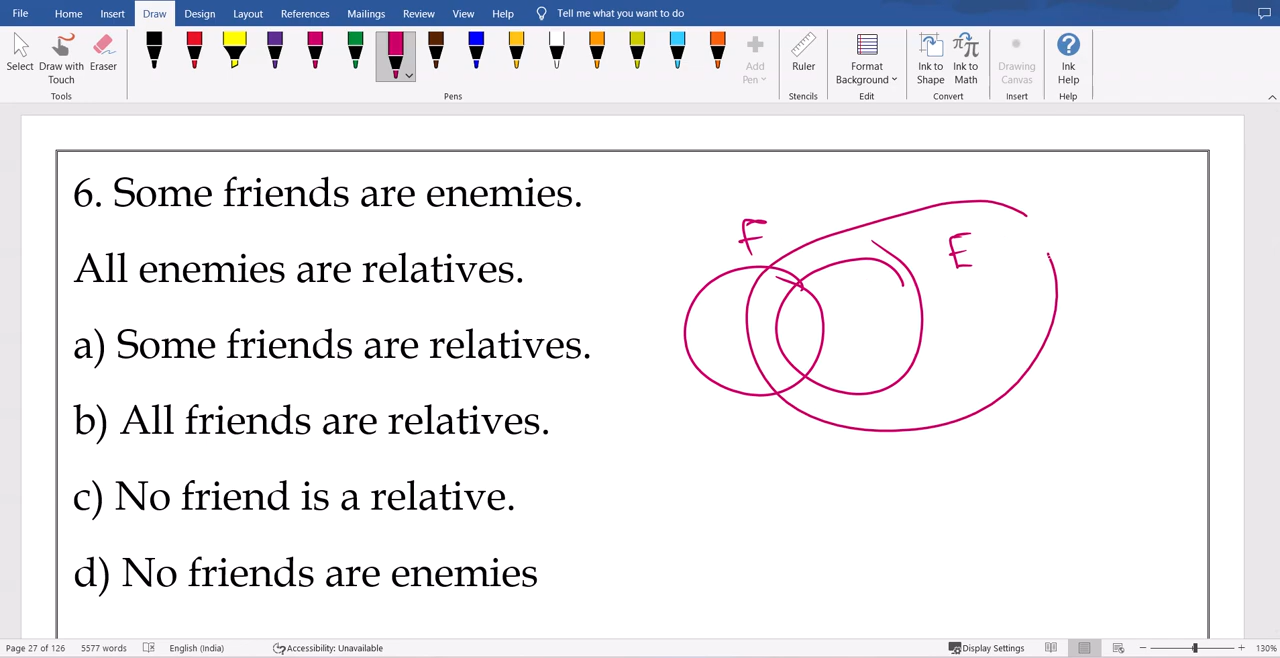 File Home Insert Draw Design Layout References Mailings Review View Help Tell me what you want to do
Select Draw with Touch Eraser Add Pen Ruler Format Background Ink to Shape Ink to Math Drawing Canvas Ink Help
Tools Pens Stencils Edit Convert Insert Help
6. Some friends are enemies.
F
E
All enemies are relatives.
a) Some friends are relatives.
b) All friends are relatives.
c) No friend is a relative.
d) No friends are enemies
Page 27 of 126 5577 words English (India) Accessibility: Unavailable Display Settings 130%